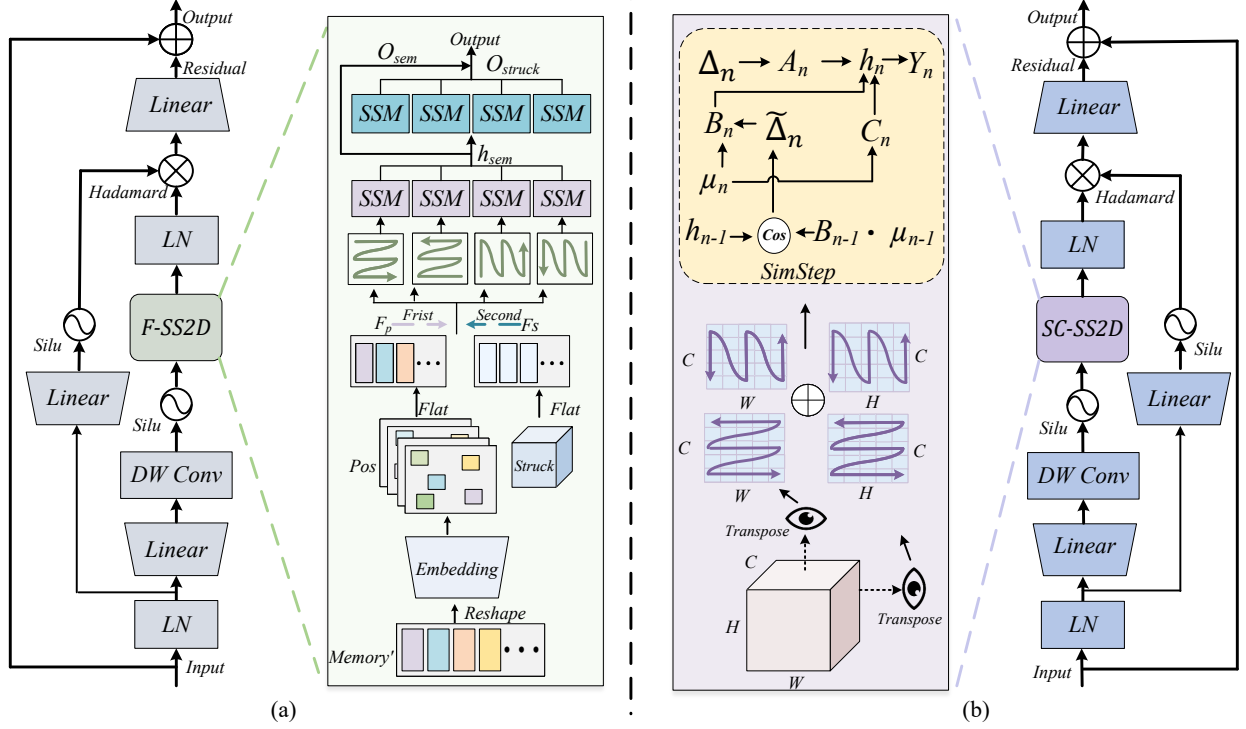 Output
Residual
Linear
Hadamard
LN
F-SS2D
Silu
Linear
Silu
DW Conv
Linear
LN
Input
(a)
Output
O_sem
O_struck
SSM SSM SSM SSM
h_sem
SSM SSM SSM SSM
Frist Second
F_p Fs
Flat Flat
Pos
Struck
Embedding
Reshape
Memory'
Δ_n A_n h_n Y_n
B_n Δ̃_n C_n
μ_n
h_{n-1} Cos B_{n-1} · μ_{n-1}
SimStep
C C
W H
C C
W H
Transpose
C
H
Transpose
W
(b)
Output
Residual
Linear
Hadamard
LN
SC-SS2D
Silu
Linear
Silu
DW Conv
Linear
LN
Input